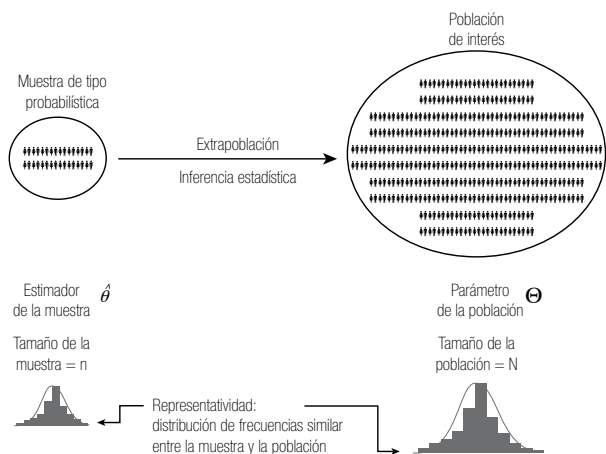 Población
de interés
Muestra de tipo
probabilística
Extrapoblación
Inferencia estadística
Estimador
de la muestra θ̂
Parámetro
de la población Θ
Tamaño de la
muestra = n
Tamaño de la
población = N
Representatividad:
distribución de frecuencias similar
entre la muestra y la población